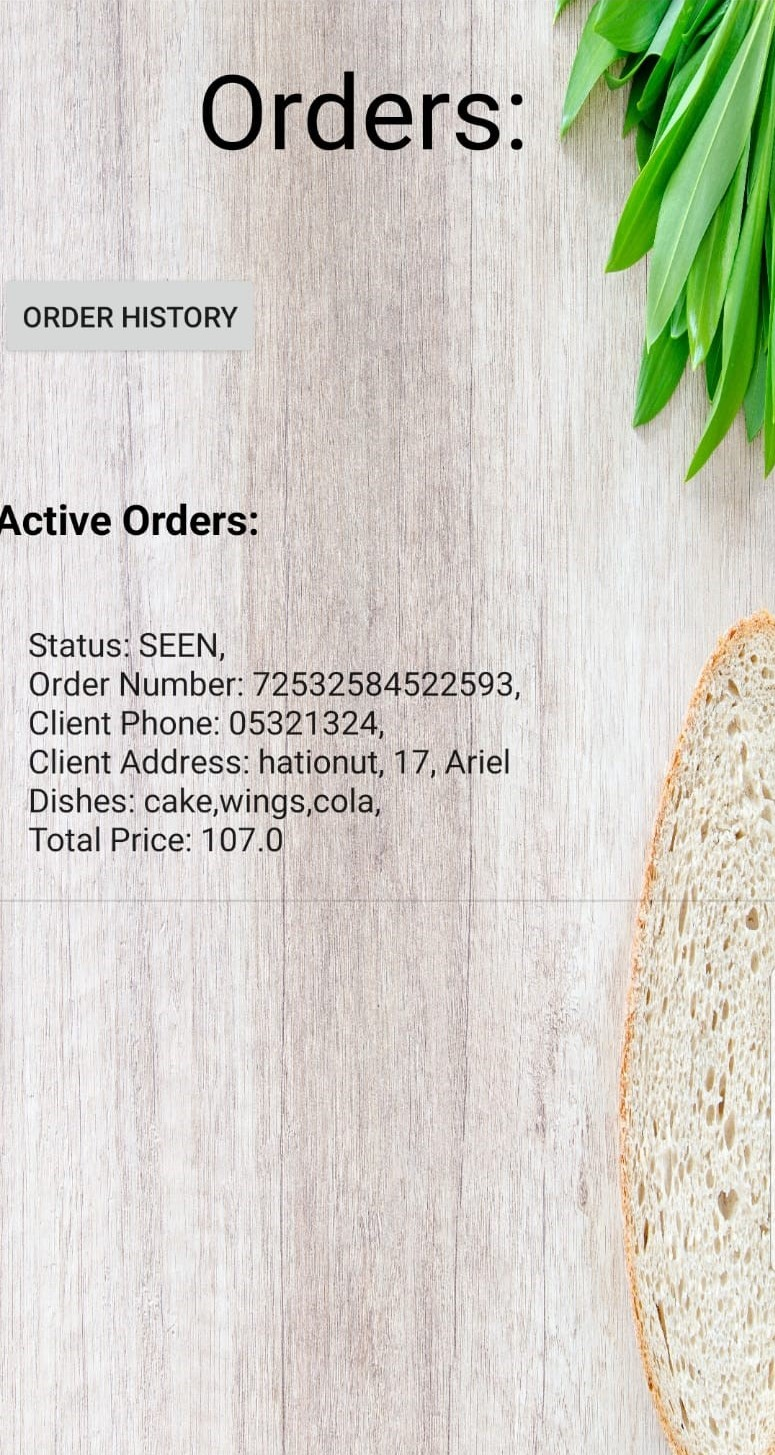 Orders:
ORDER HISTORY
Active Orders:
Status: SEEN,
Order Number: 72532584522593,
Client Phone: 05321324,
Client Address: hationut, 17, Ariel
Dishes: cake,wings,cola,
Total Price: 107.0